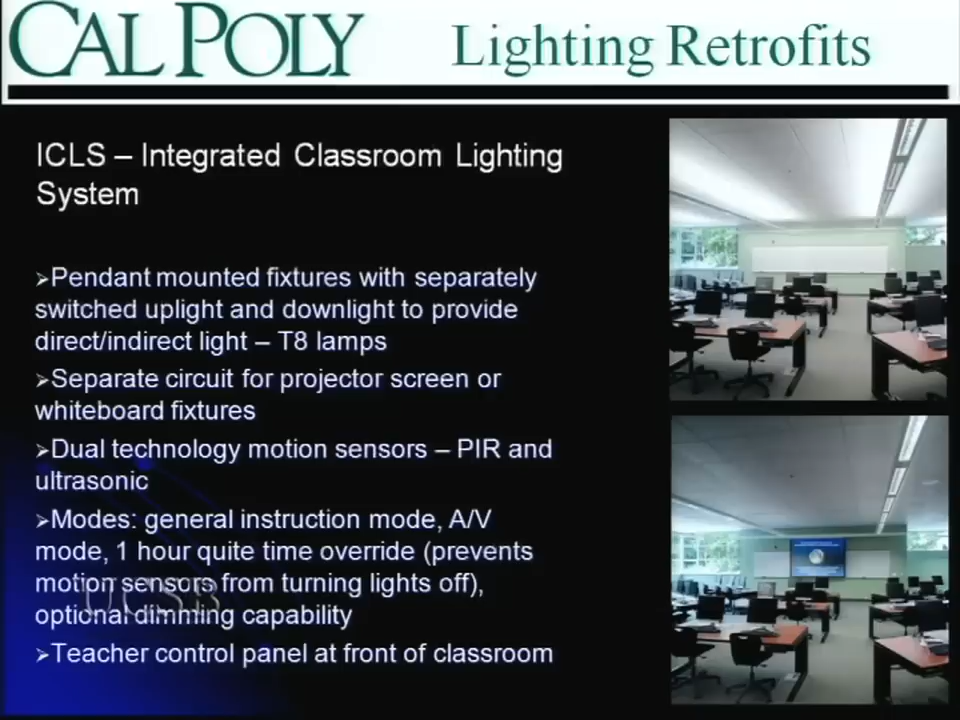 CAL POLY Lighting Retrofits
ICLS – Integrated Classroom Lighting
System
➢Pendant mounted fixtures with separately
switched uplight and downlight to provide
direct/indirect light – T8 lamps
➢Separate circuit for projector screen or
whiteboard fixtures
➢Dual technology motion sensors – PIR and
ultrasonic
➢Modes: general instruction mode, A/V
mode, 1 hour quite time override (prevents
motion sensors from turning lights off),
UCSB
optional dimming capability
➢Teacher control panel at front of classroom